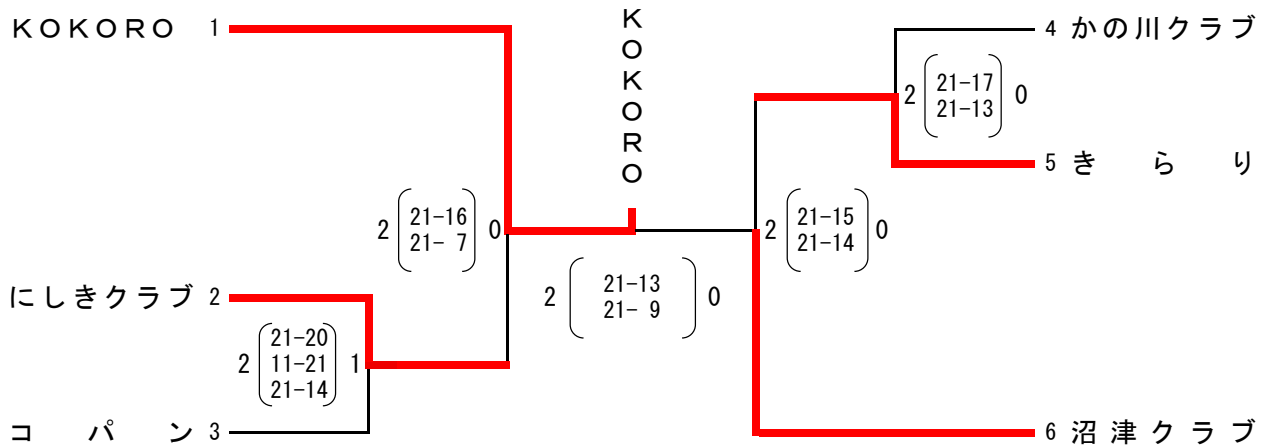 KOKORO 1
KOKORO
4 かの川クラブ
2 21-17 0
21-13
5 きらり
2 21-16 0
21- 7
2 21-15 0
21-14
2 21-13 0
21- 9
にしきクラブ 2
21-20
2 11-21 1
21-14
コパン 3
6 沼津クラブ